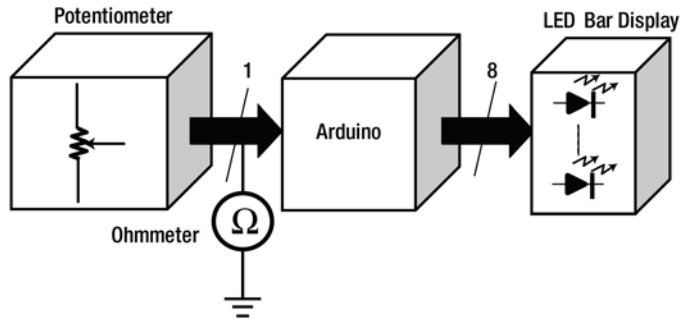 Potentiometer
LED Bar Display
1
8
Arduino
Ohmmeter
Ω